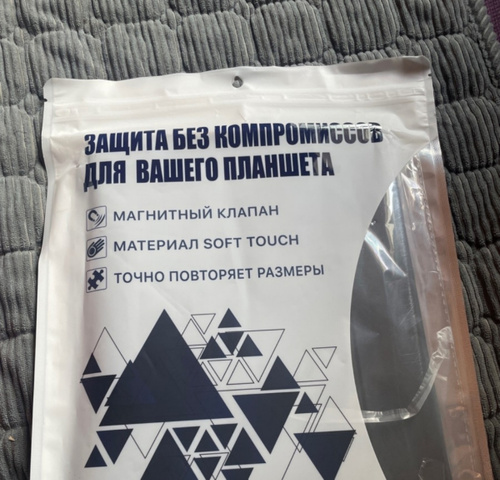 ЗАЩИТА БЕЗ КОМПРОМИССОВ
ДЛЯ ВАШЕГО ПЛАНШЕТА
МАГНИТНЫЙ КЛАПАН
МАТЕРИАЛ SOFT TOUCH
ТОЧНО ПОВТОРЯЕТ РАЗМЕРЫ